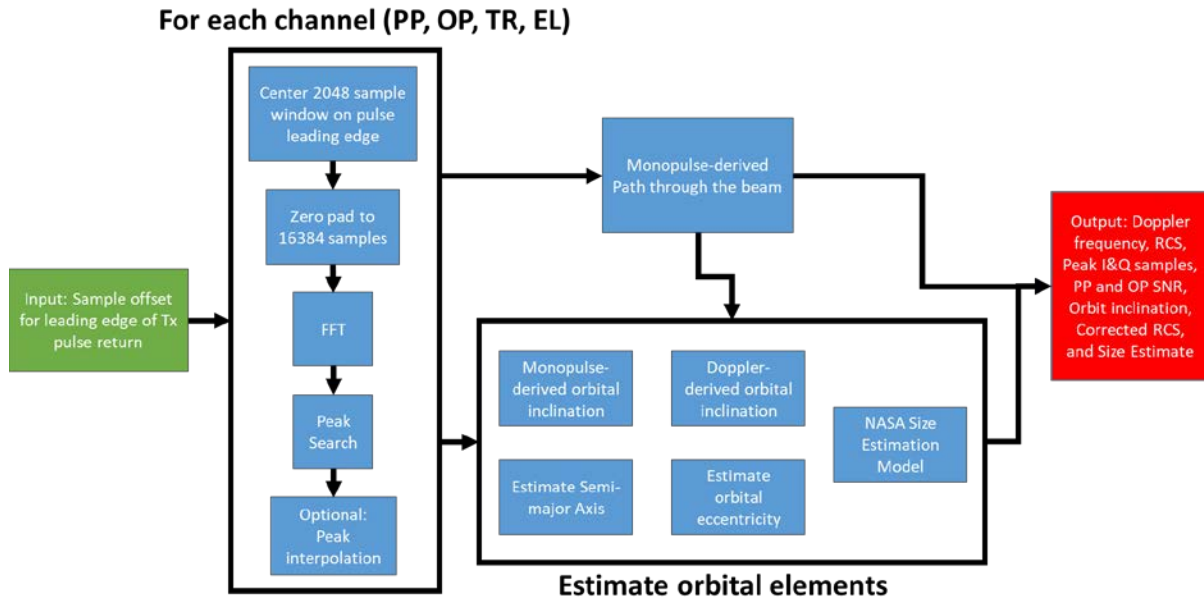 For each channel (PP, OP, TR, EL)
Input: Sample offset
for leading edge of Tx
pulse return
Center 2048 sample
window on pulse
leading edge
Zero pad to
16384 samples
FFT
Peak
Search
Optional:
Peak
interpolation
Monopulse-derived
Path through the beam
Monopulse-
derived orbital
inclination
Doppler-
derived orbital
inclination
Estimate Semi-
major Axis
Estimate
orbital
eccentricity
NASA Size
Estimation
Model
Estimate orbital elements
Output: Doppler
frequency, RCS,
Peak I&Q samples,
PP and OP SNR,
Orbit inclination,
Corrected RCS,
and Size Estimate